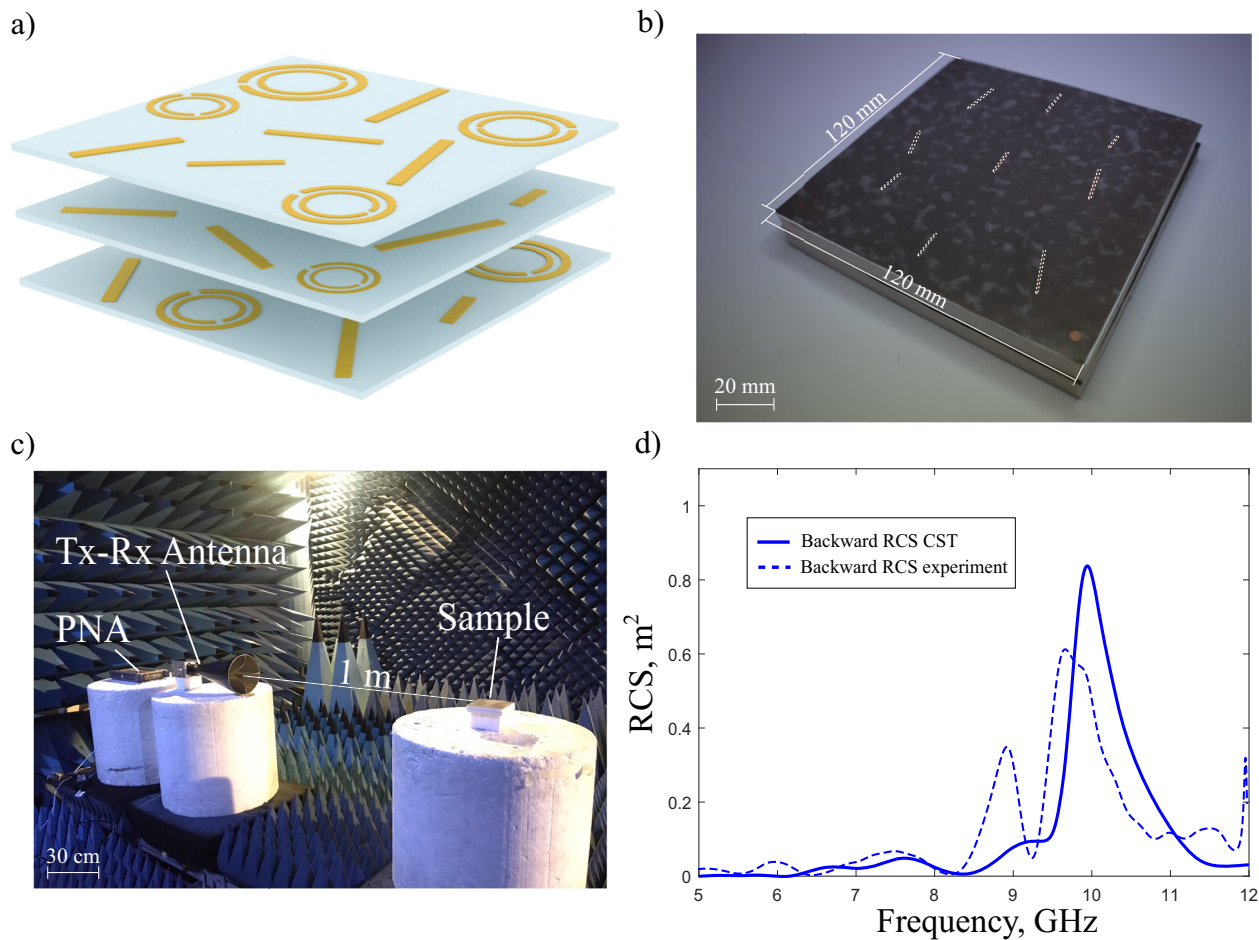 a)
b)
120 mm
120 mm
20 mm
c)
Tx-Rx Antenna
PNA
Sample
1 m
30 cm
d)
1
0.8
0.6
0.4
0.2
0
Backward RCS CST
Backward RCS experiment
RCS, m²
5 6 7 8 9 10 11 12
Frequency, GHz